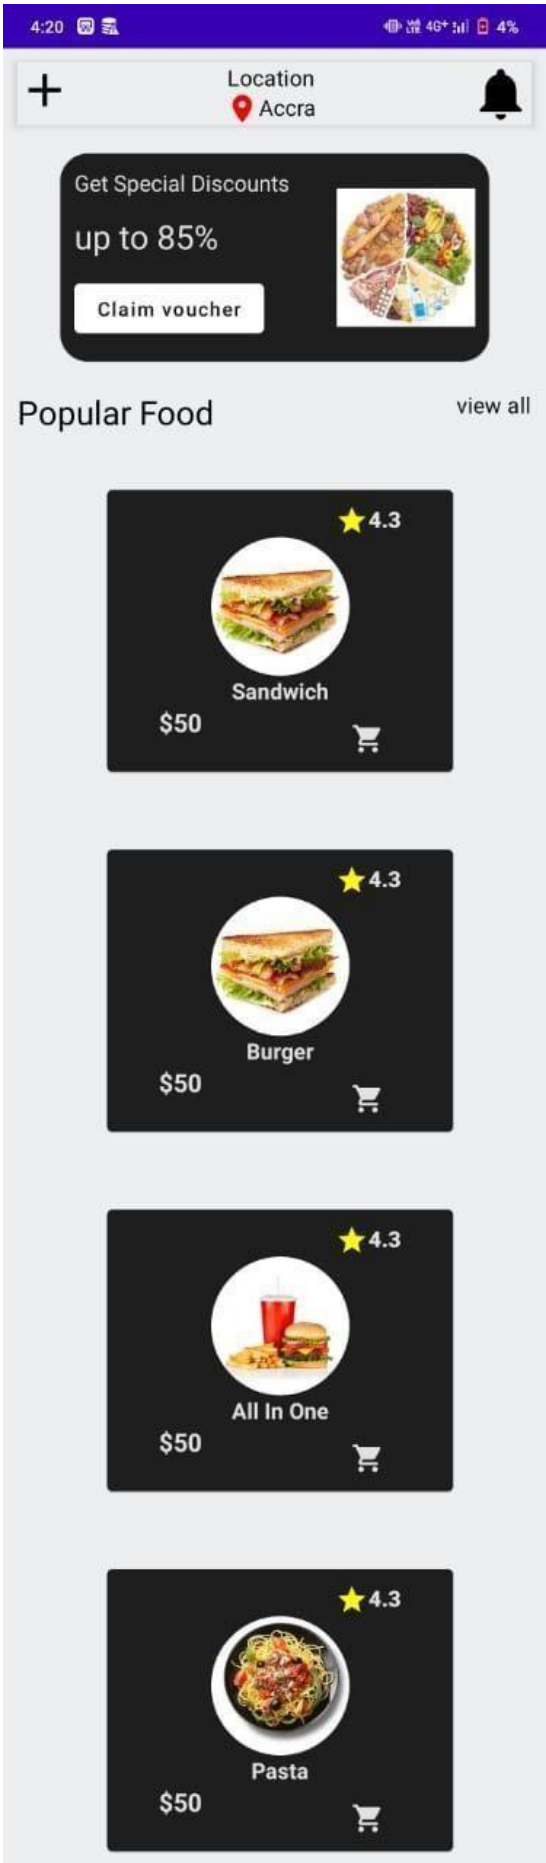 4:20 4G+ 4%
Location
Accra
Get Special Discounts
up to 85%
Claim voucher
Popular Food
view all
4.3
Sandwich
$50
4.3
Burger
$50
4.3
All In One
$50
4.3
Pasta
$50